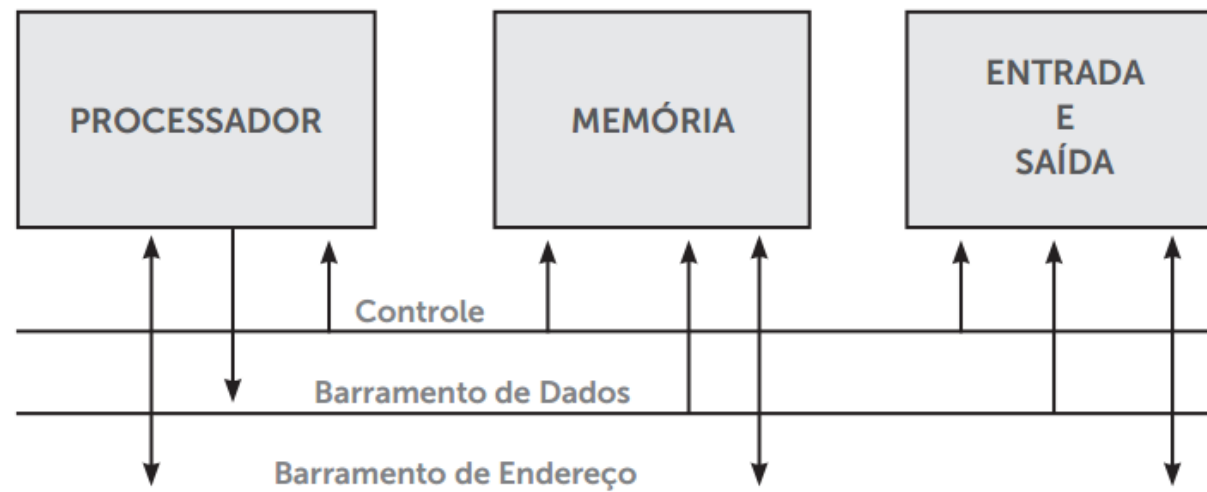 PROCESSADOR
MEMÓRIA
ENTRADA
E
SAÍDA
Controle
Barramento de Dados
Barramento de Endereço